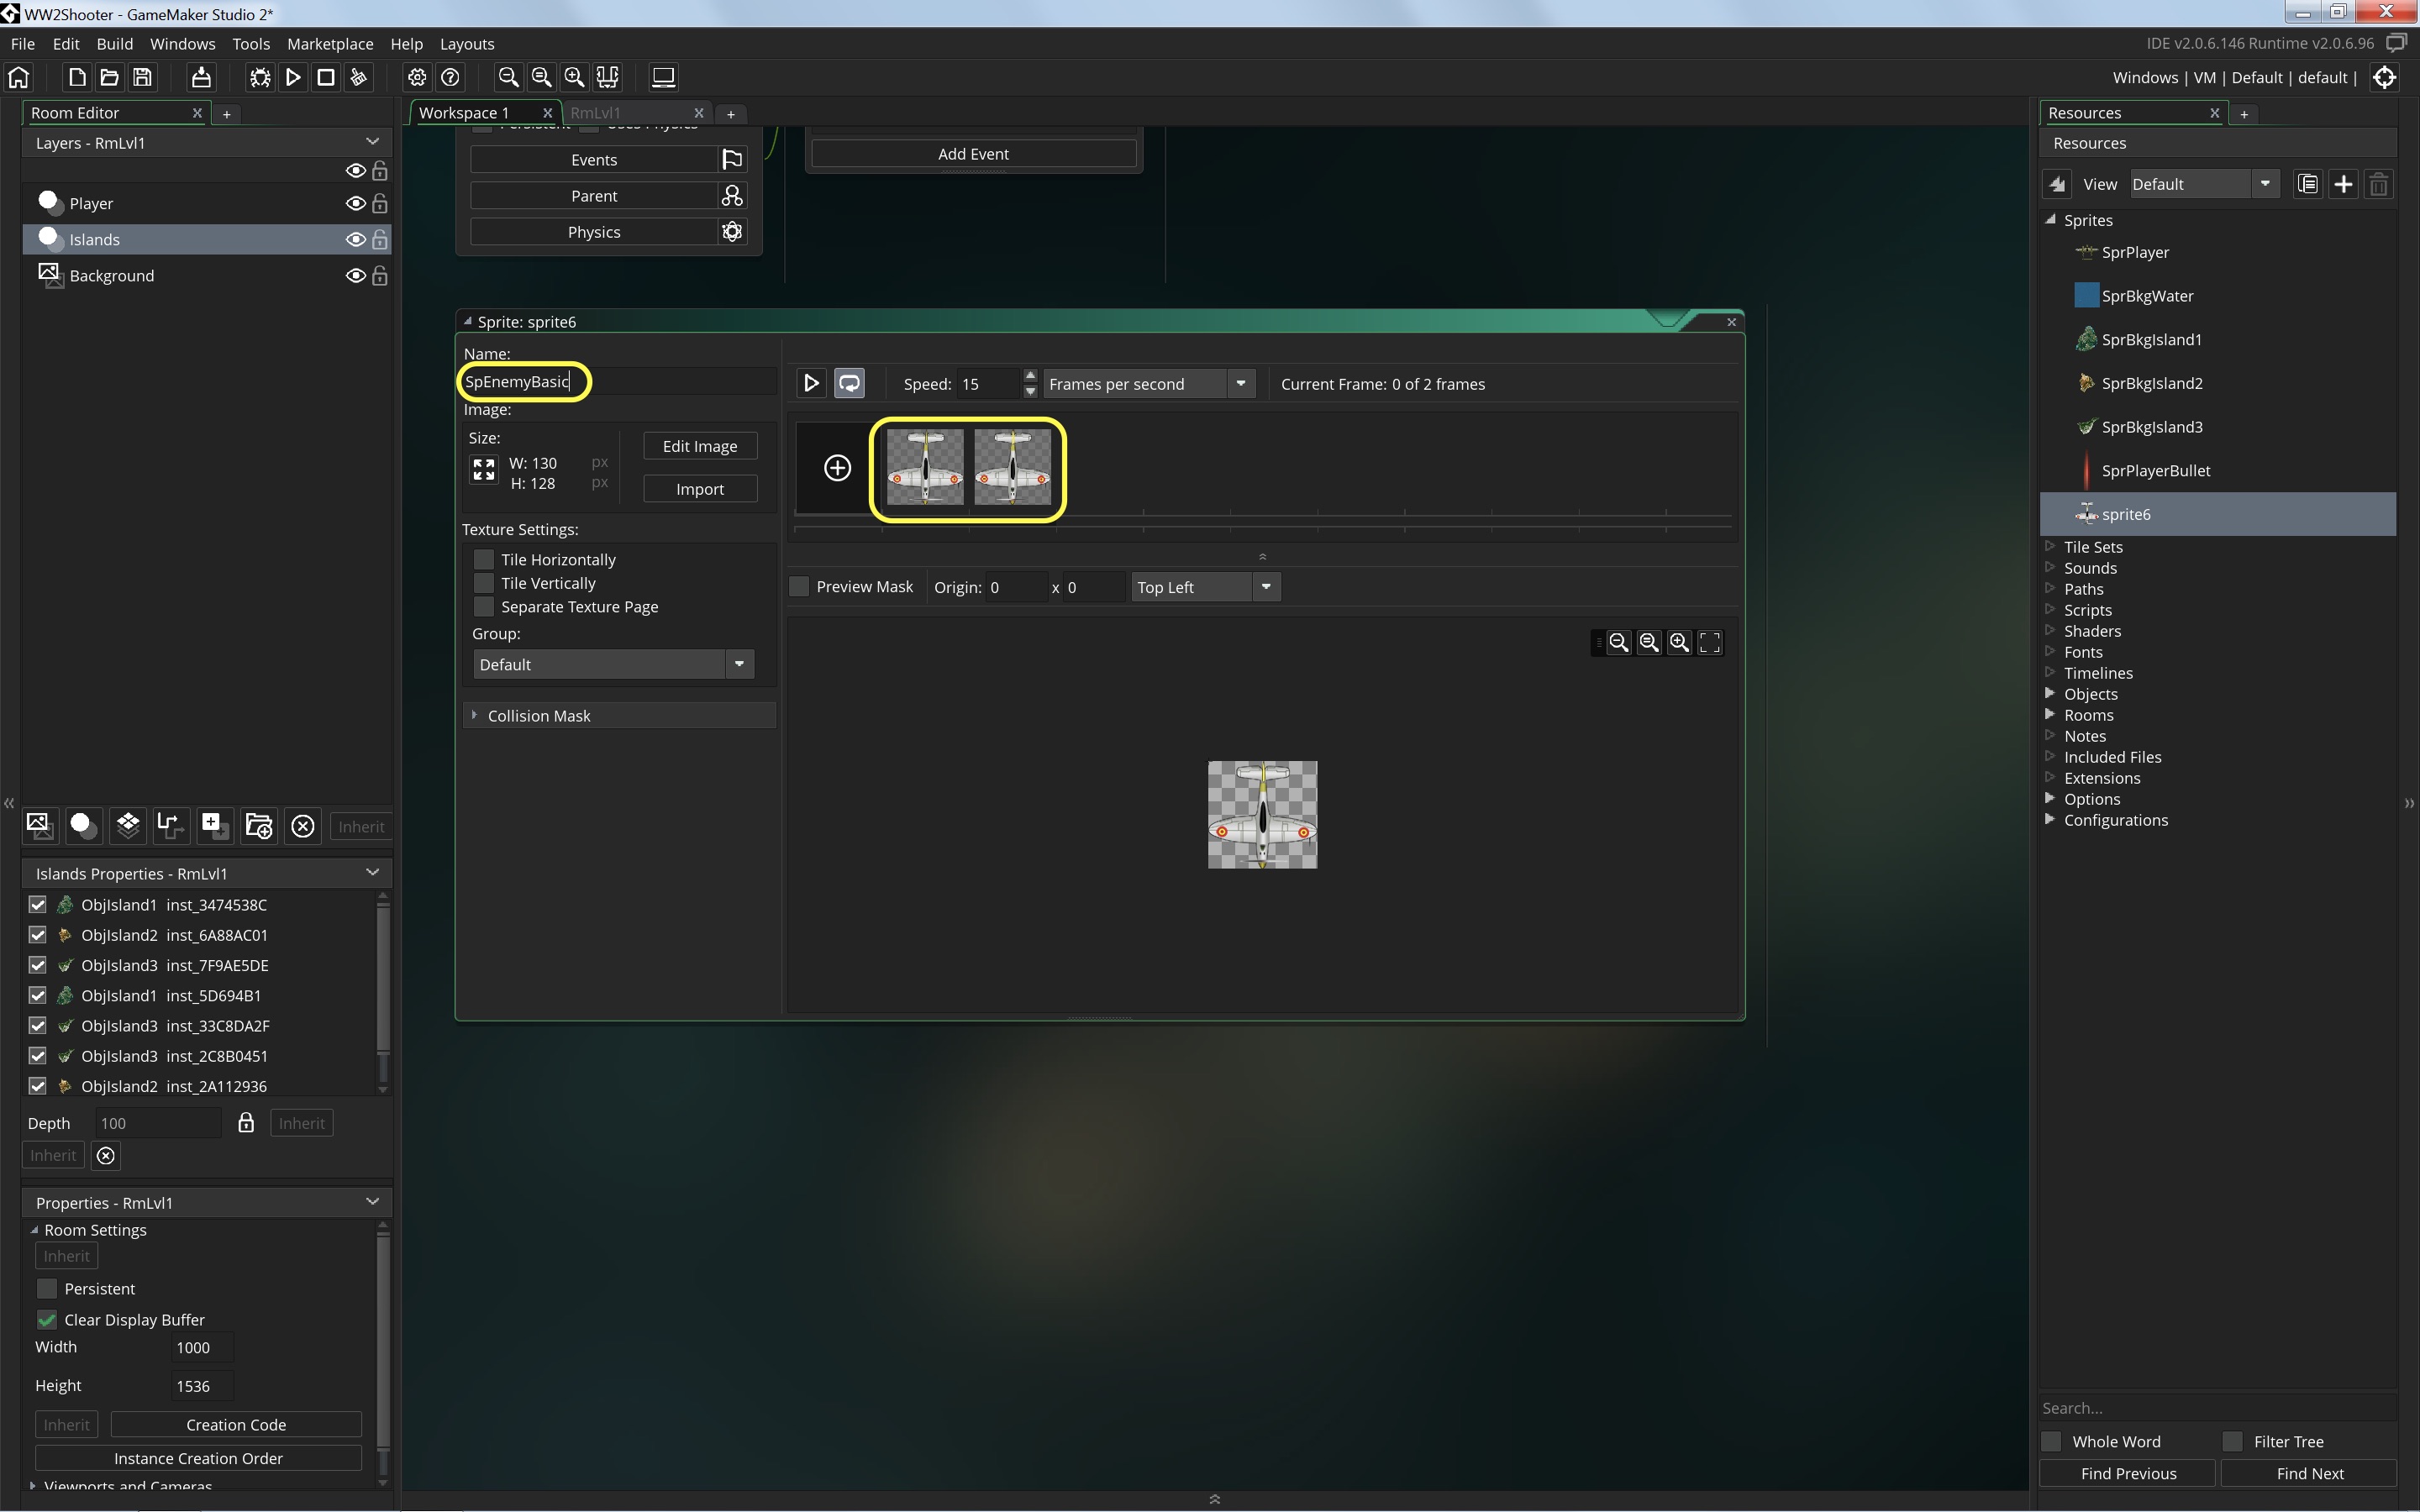 WW2Shooter - GameMaker Studio 2*
File Edit Build Windows Tools Marketplace Help Layouts
IDE v2.0.6.146 Runtime v2.0.6.96
Windows | VM | Default | default |
Room Editor
Layers - RmLvl1
Player
Islands
Background
Inherit
Islands Properties - RmLvl1
ObjIsland1 inst_3474538C
ObjIsland2 inst_6A88AC01
ObjIsland3 inst_7F9AE5DE
ObjIsland1 inst_5D694B1
ObjIsland3 inst_33C8DA2F
ObjIsland3 inst_2C8B0451
ObjIsland2 inst_2A112936
Depth 100 Inherit
Inherit
Properties - RmLvl1
Room Settings
Inherit
Persistent
Clear Display Buffer
Width 1000
Height 1536
Inherit Creation Code
Instance Creation Order
Viewports and Cameras
Workspace 1 RmLvl1
Persistent Uses Physics
Events
Parent
Physics
Add Event
Sprite: sprite6
Name:
SpEnemyBasic
Image:
Size:
W: 130 px
H: 128 px
Edit Image
Import
Texture Settings:
Tile Horizontally
Tile Vertically
Separate Texture Page
Group:
Default
Collision Mask
Speed: 15 Frames per second Current Frame: 0 of 2 frames
Preview Mask Origin: 0 x 0 Top Left
Resources
Resources
View Default
Sprites
SprPlayer
SprBkgWater
SprBkgIsland1
SprBkgIsland2
SprBkgIsland3
SprPlayerBullet
sprite6
Tile Sets
Sounds
Paths
Scripts
Shaders
Fonts
Timelines
Objects
Rooms
Notes
Included Files
Extensions
Options
Configurations
Search...
Whole Word Filter Tree
Find Previous Find Next